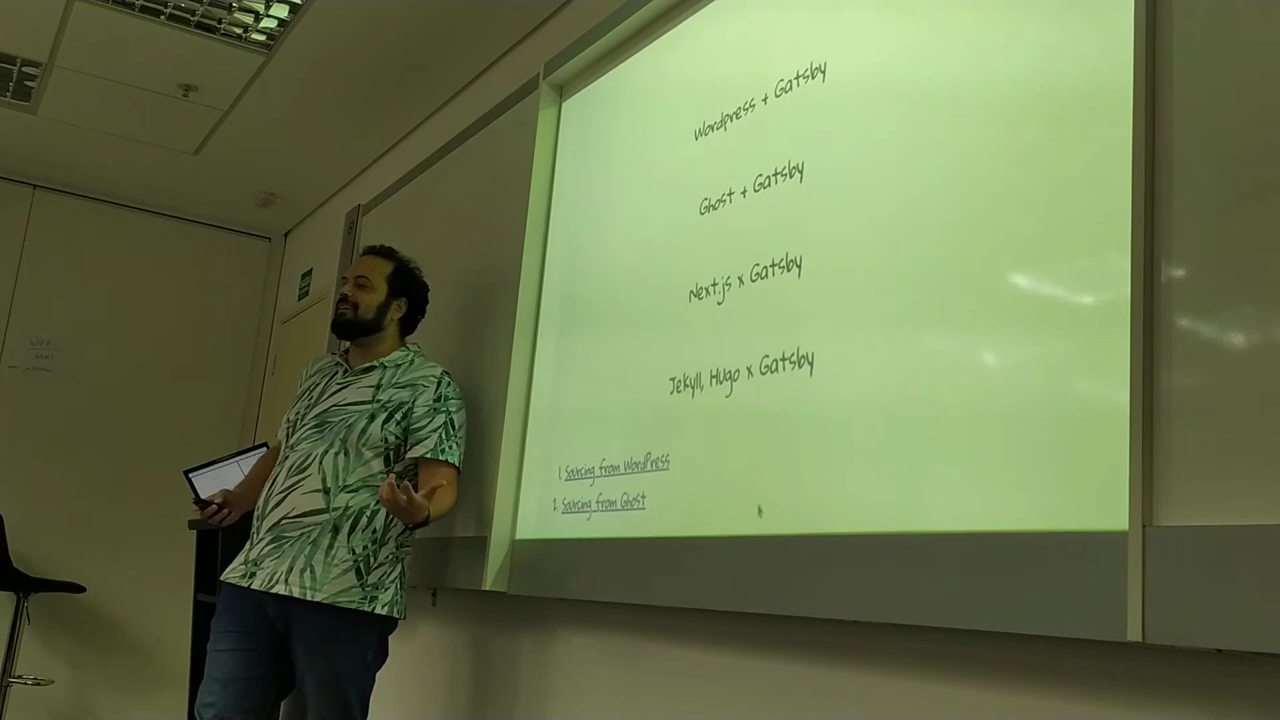 Wordpress + Gatsby
Ghost + Gatsby
Next.js x Gatsby
Jekyll, Hugo x Gatsby
1. Sourcing from WordPress
2. Sourcing from Ghost